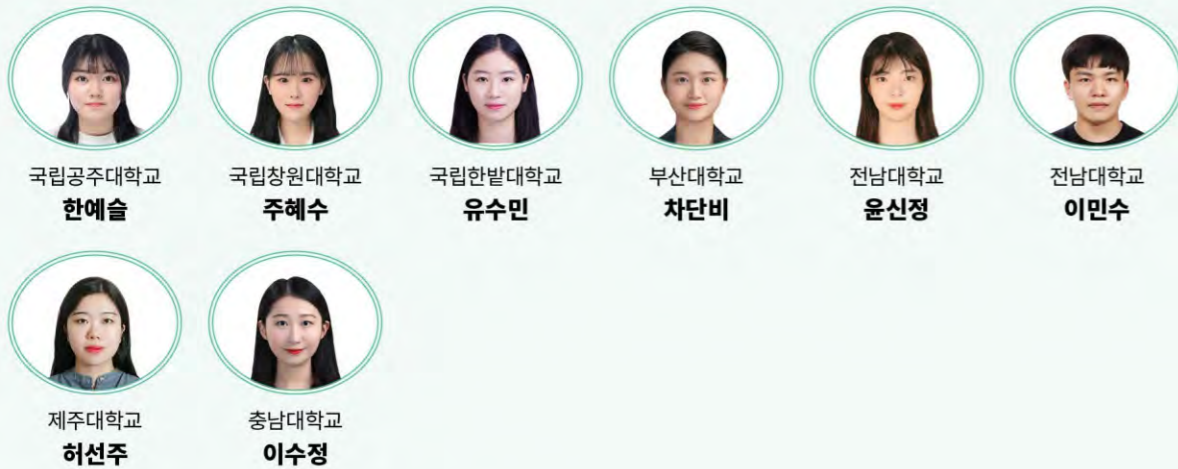 국립공주대학교
한예슬
국립창원대학교
주혜수
국립한밭대학교
유수민
부산대학교
차단비
전남대학교
윤신정
전남대학교
이민수
제주대학교
허선주
충남대학교
이수정